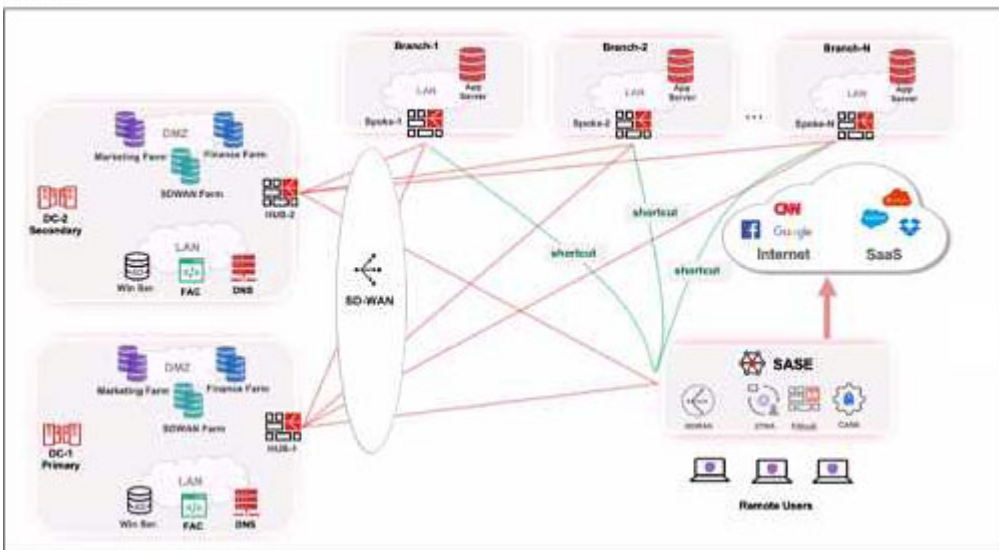 Branch-1
Branch-2
Branch-N
LAN
App
Server
LAN
App
Server
LAN
App
Server
Spoke-1
Spoke-2
...
Spoke-N
DMZ
Marketing Farm
Finance Farm
SDWAN Farm
DC-2
Secondary
HUB-2
LAN
Win Ser.
FAC
DNS
SD-WAN
shortcut
shortcut
shortcut
CNN
Google
Internet
SaaS
DMZ
Marketing Farm
Finance Farm
SDWAN Farm
DC-1
Primary
HUB-1
LAN
Win Ser.
FAC
DNS
SASE
SDWAN
ZTNA
CASB
Remote Users